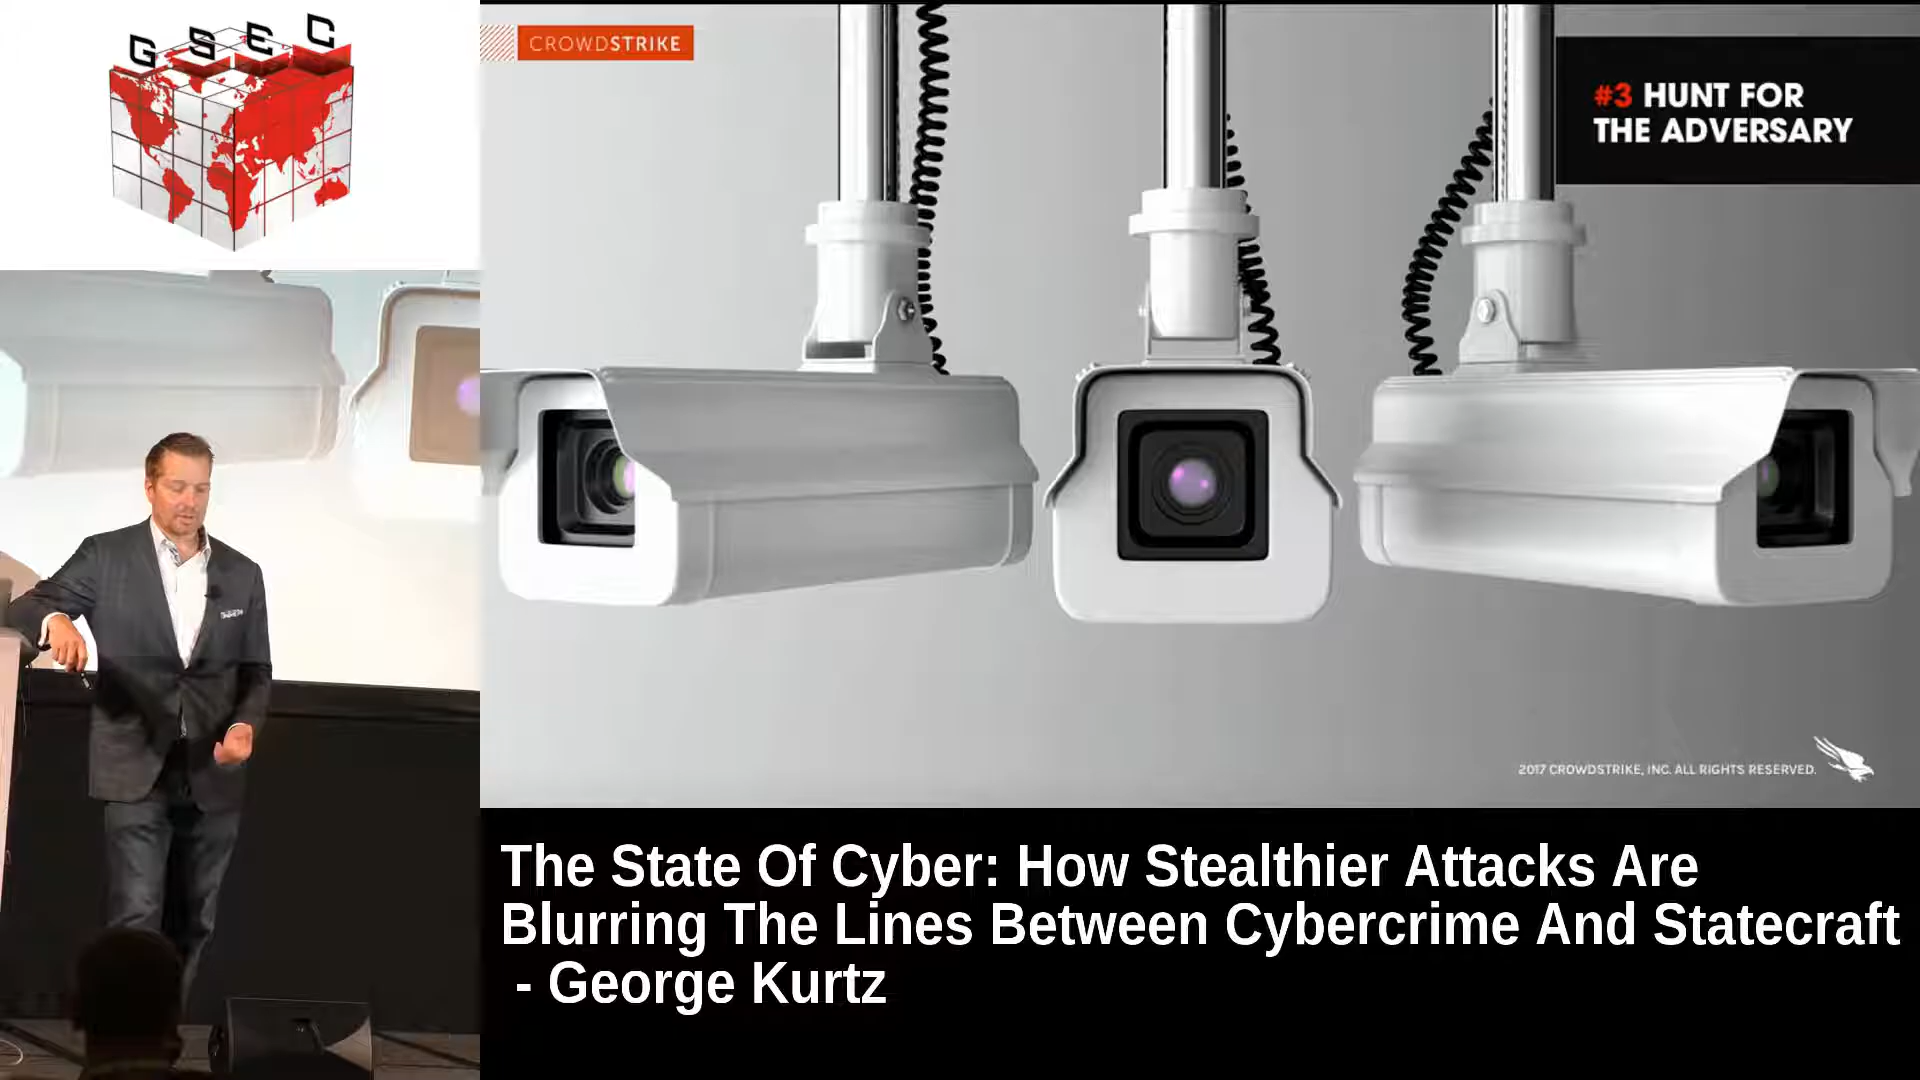 GSEC
CROWDSTRIKE
#3 HUNT FOR
THE ADVERSARY
2017 CROWDSTRIKE, INC. ALL RIGHTS RESERVED.
The State Of Cyber: How Stealthier Attacks Are
Blurring The Lines Between Cybercrime And Statecraft
- George Kurtz